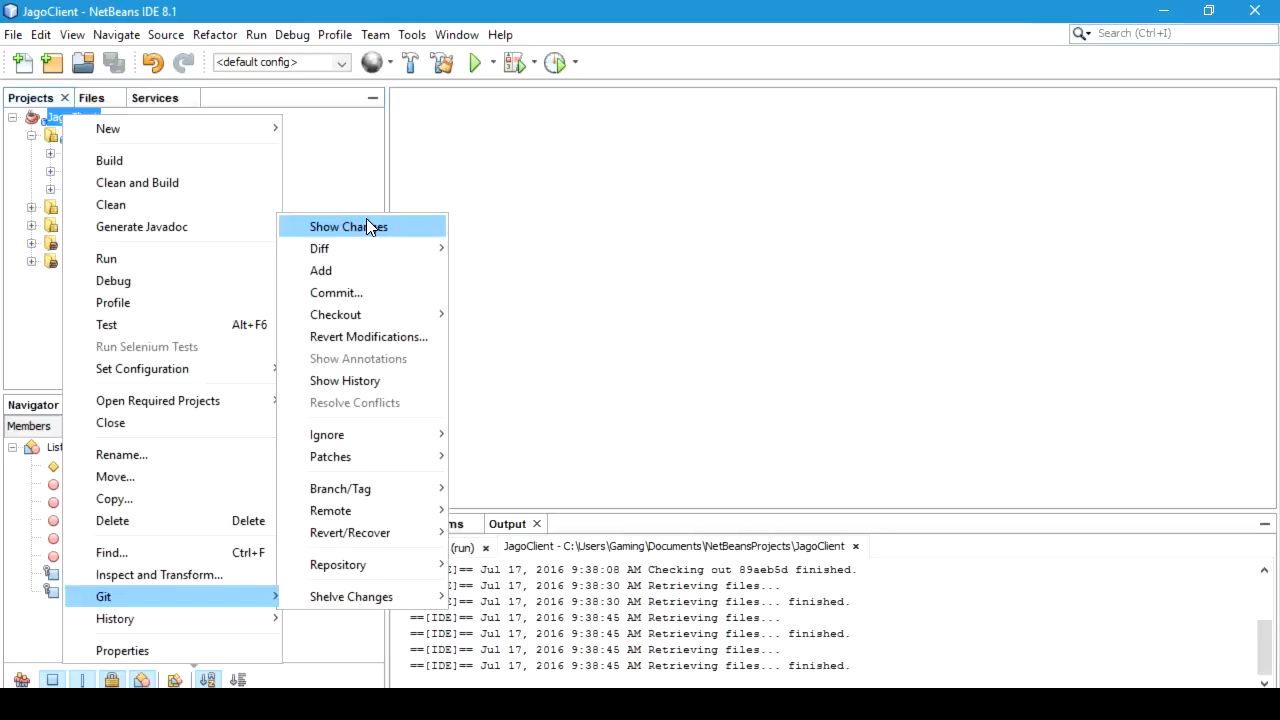 JagoClient - NetBeans IDE 8.1
File Edit View Navigate Source Refactor Run Debug Profile Team Tools Window Help
Search (Ctrl+I)
<default config>
Projects Files Services
New
Build
Clean and Build
Clean
Generate Javadoc
Run
Debug
Profile
Test Alt+F6
Run Selenium Tests
Set Configuration
Open Required Projects
Close
Rename...
Move...
Copy...
Delete Delete
Find... Ctrl+F
Inspect and Transform...
Git
History
Properties
Show Changes
Diff
Add
Commit...
Checkout
Revert Modifications...
Show Annotations
Show History
Resolve Conflicts
Ignore
Patches
Branch/Tag
Remote
Revert/Recover
Repository
Shelve Changes
Navigator
Members
Output
(run) JagoClient - C:\Users\Gaming\Documents\NetBeansProjects\JagoClient
== Jul 17, 2016 9:38:08 AM Checking out 89aeb5d finished.
== Jul 17, 2016 9:38:30 AM Retrieving files...
== Jul 17, 2016 9:38:30 AM Retrieving files... finished.
==[IDE]== Jul 17, 2016 9:38:45 AM Retrieving files...
==[IDE]== Jul 17, 2016 9:38:45 AM Retrieving files... finished.
==[IDE]== Jul 17, 2016 9:38:45 AM Retrieving files...
==[IDE]== Jul 17, 2016 9:38:45 AM Retrieving files... finished.